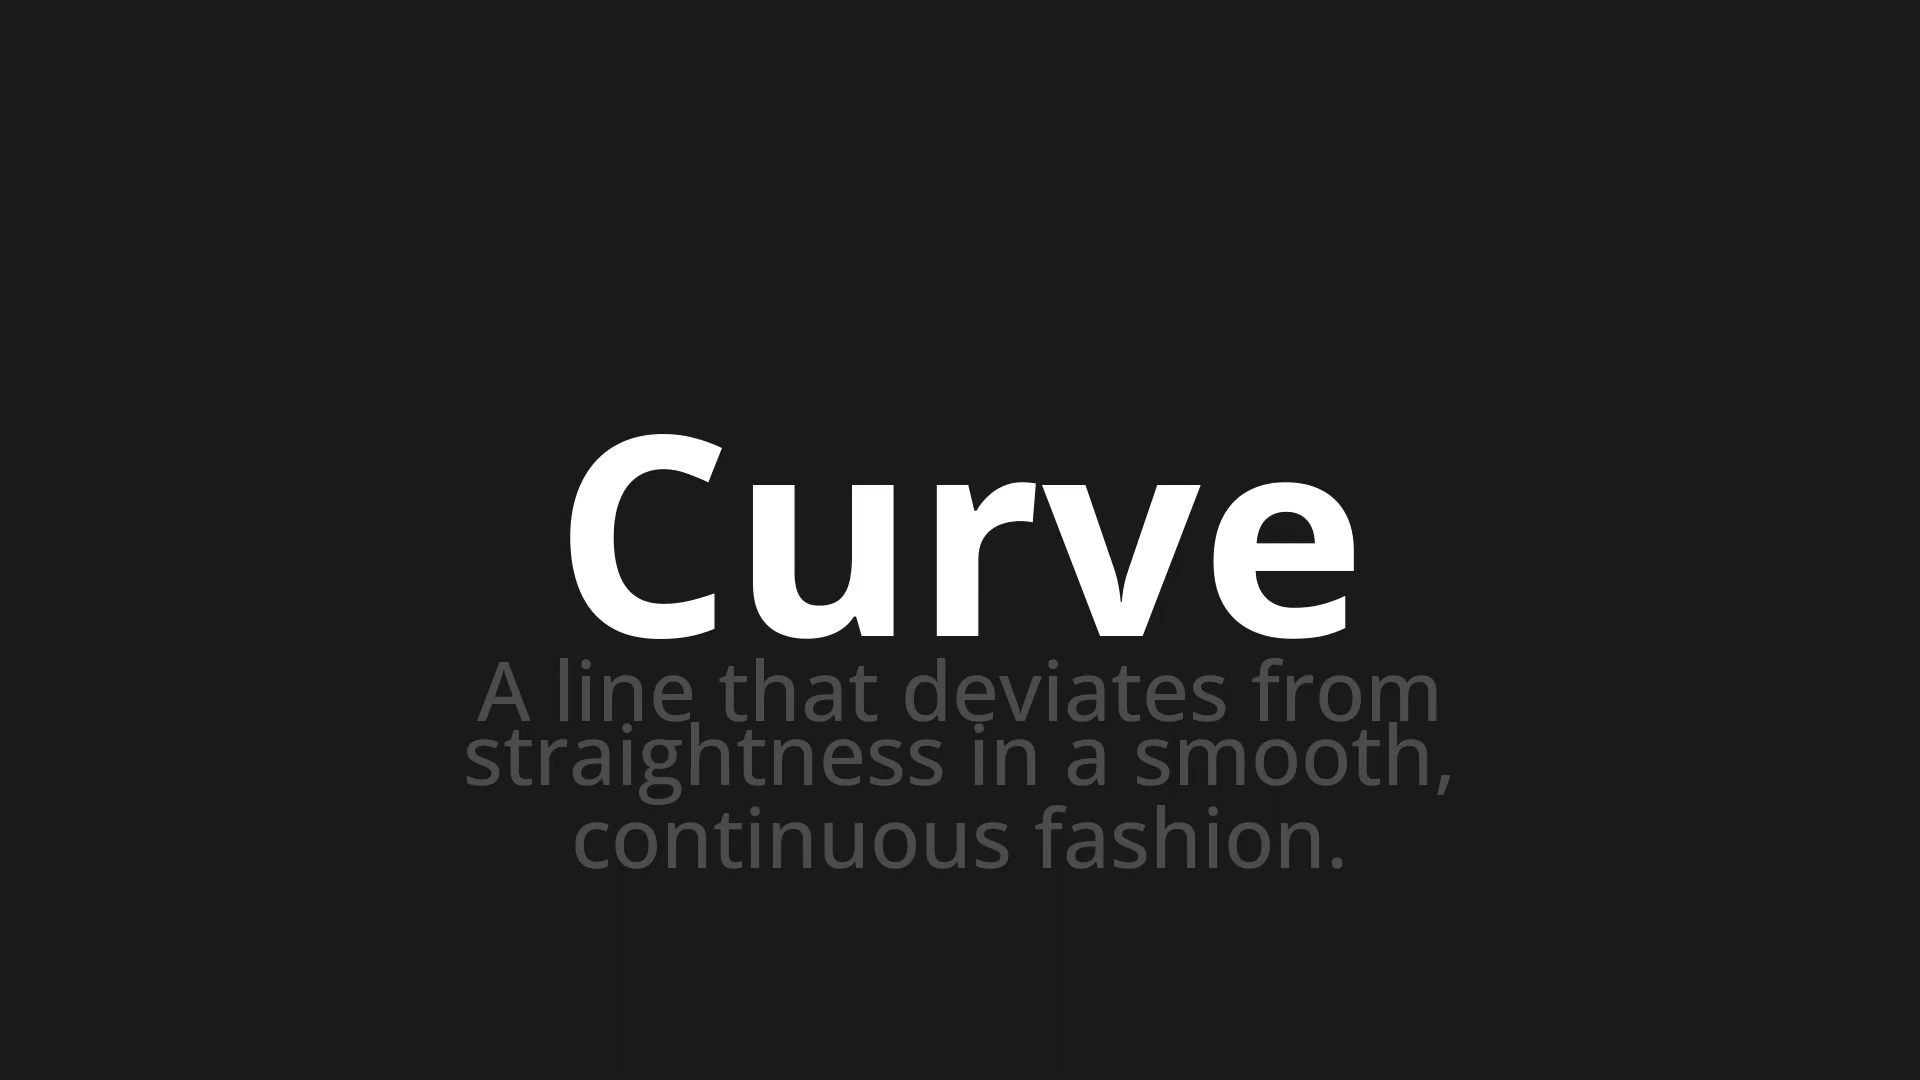 Curve
A line that deviates from
straightness in a smooth,
continuous fashion.